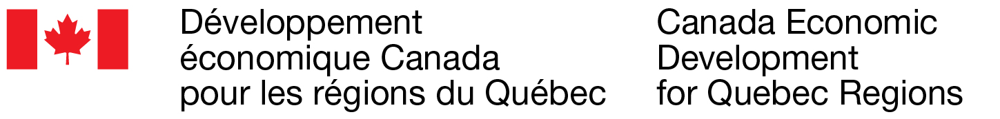 Développement
économique Canada
pour les régions du Québec
Canada Economic
Development
for Quebec Regions